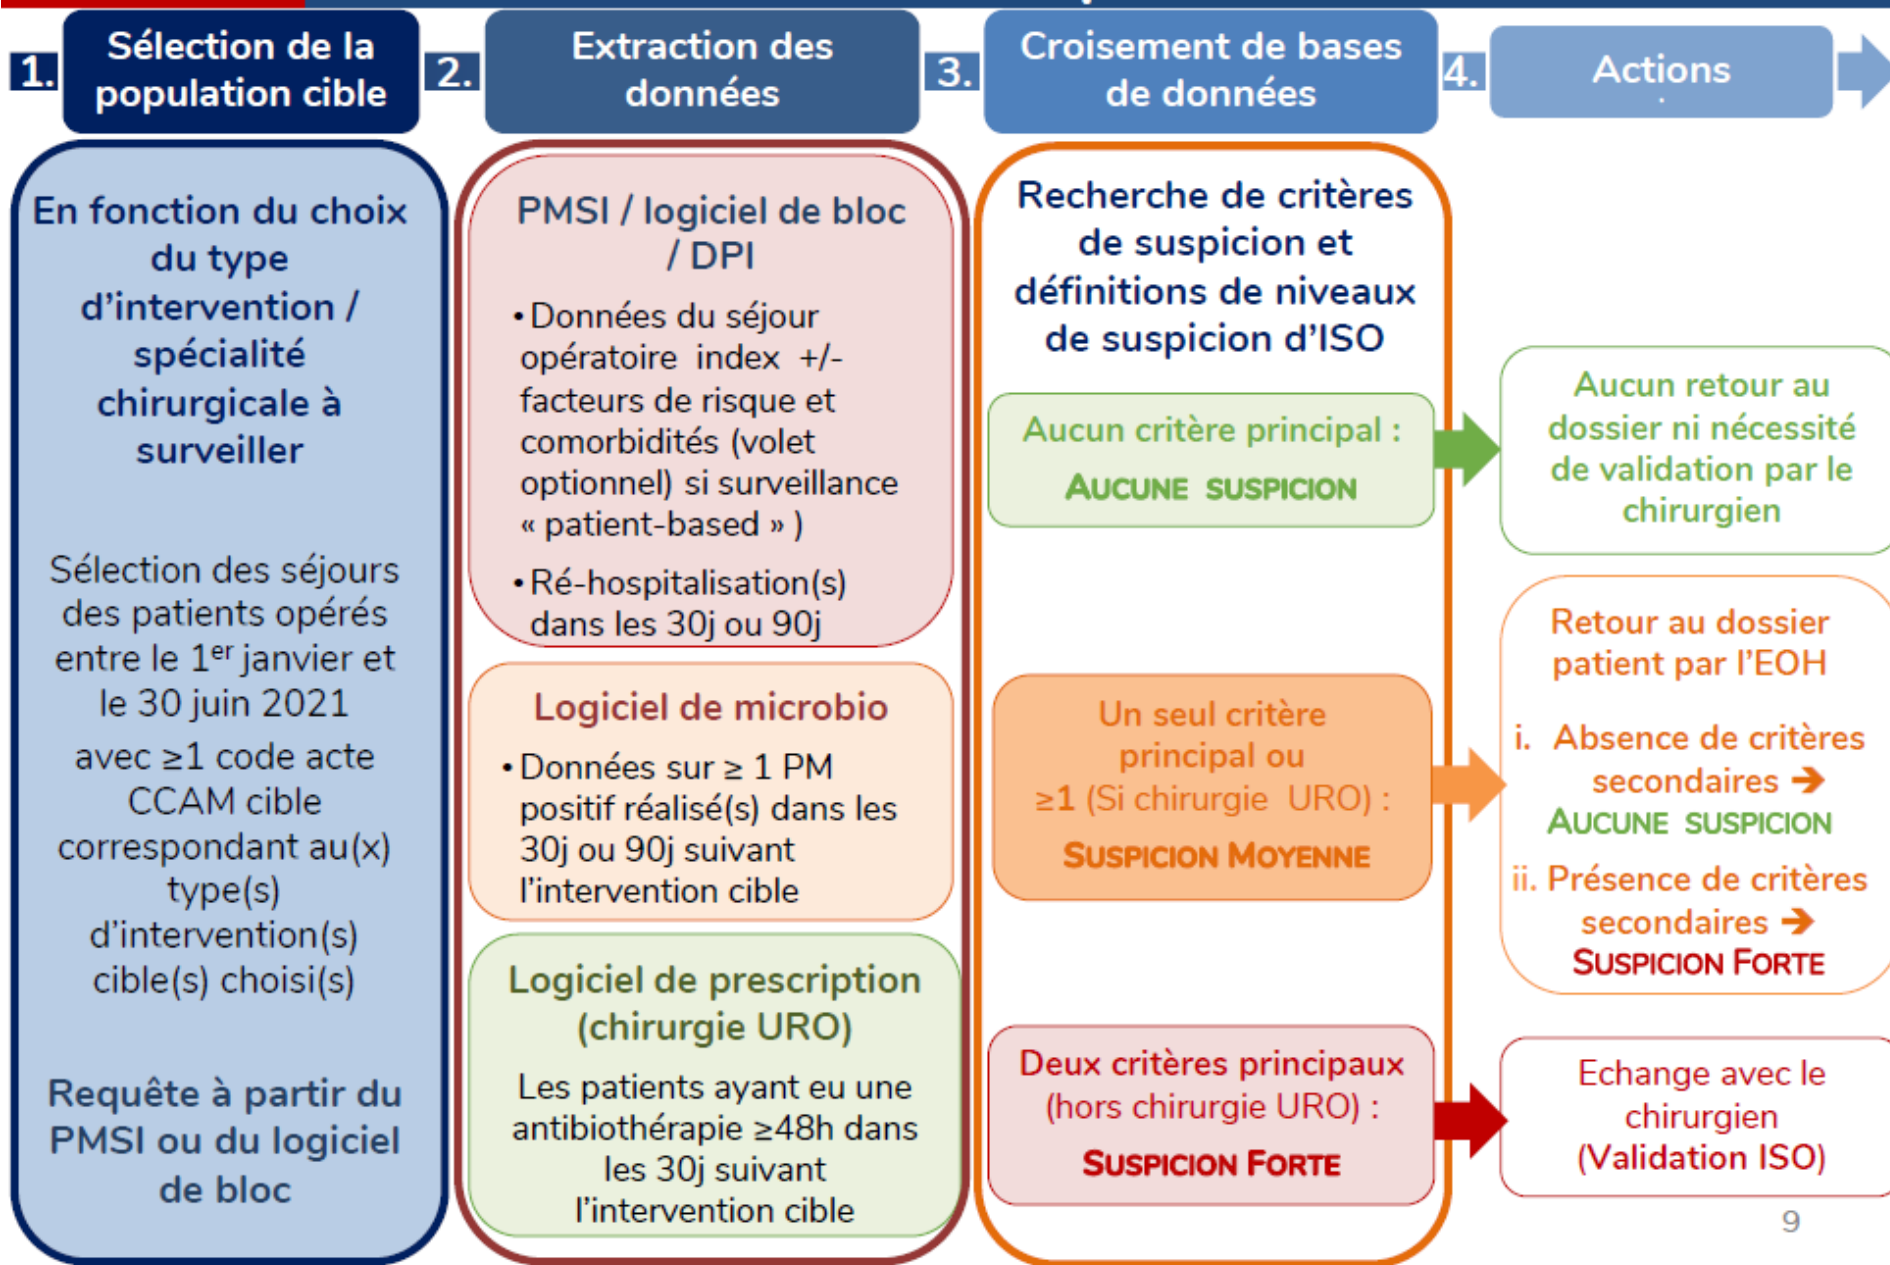 1.
Sélection de la
population cible
2.
Extraction des
données
3.
Croisement de bases
de données
4.
Actions
En fonction du choix
du type
d'intervention /
spécialité
chirurgicale à
surveiller
Sélection des séjours
des patients opérés
entre le 1er janvier et
le 30 juin 2021
avec ≥1 code acte
CCAM cible
correspondant au(x)
type(s)
d'intervention(s)
cible(s) choisi(s)
Requête à partir du
PMSI ou du logiciel
de bloc
PMSI / logiciel de bloc
/ DPI
• Données du séjour
opératoire index +/-
facteurs de risque et
comorbidités (volet
optionnel) si surveillance
« patient-based » )
• Ré-hospitalisation(s)
dans les 30j ou 90j
Logiciel de microbio
• Données sur ≥ 1 PM
positif réalisé(s) dans les
30j ou 90j suivant
l'intervention cible
Logiciel de prescription
(chirurgie URO)
Les patients ayant eu une
antibiothérapie ≥48h dans
les 30j suivant
l'intervention cible
Recherche de critères
de suspicion et
définitions de niveaux
de suspicion d'ISO
Aucun critère principal :
AUCUNE SUSPICION
Un seul critère
principal ou
≥1 (Si chirurgie URO) :
SUSPICION MOYENNE
Deux critères principaux
(hors chirurgie URO) :
SUSPICION FORTE
Aucun retour au
dossier ni nécessité
de validation par le
chirurgien
Retour au dossier
patient par l'EOH
i. Absence de critères
secondaires ➔
AUCUNE SUSPICION
ii. Présence de critères
secondaires ➔
SUSPICION FORTE
Echange avec le
chirurgien
(Validation ISO)
9